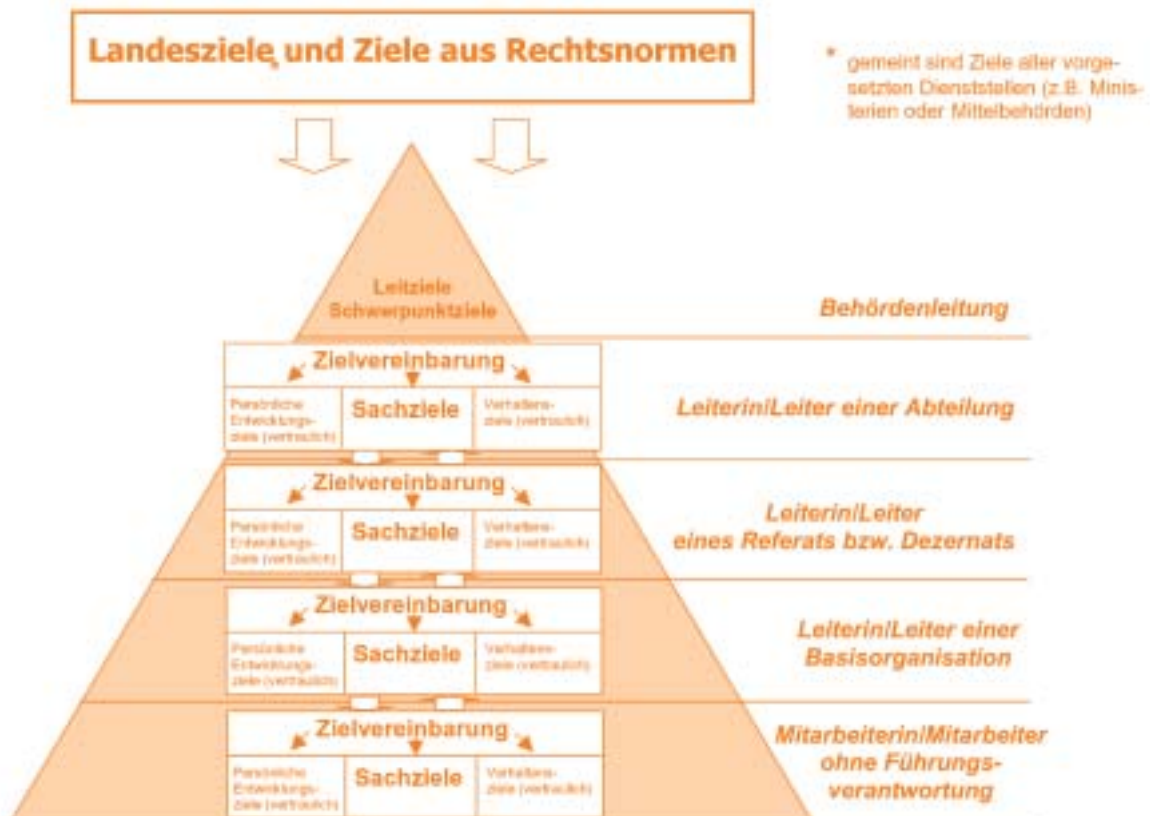 Landesziele und Ziele aus Rechtsnormen
*
* gemeint sind Ziele aller vorge-
setzten Dienststellen (z.B. Minis-
terien oder Mittelbehörden)
Leitziele
Schwerpunktziele
Behördenleitung
Zielvereinbarung
Persönliche
Entwicklungs-
ziele (vertraulich)
Sachziele
Verhaltens-
ziele (vertraulich)
Leiterin/Leiter einer Abteilung
Zielvereinbarung
Persönliche
Entwicklungs-
ziele (vertraulich)
Sachziele
Verhaltens-
ziele (vertraulich)
Leiterin/Leiter
eines Referats bzw. Dezernats
Zielvereinbarung
Persönliche
Entwicklungs-
ziele (vertraulich)
Sachziele
Verhaltens-
ziele (vertraulich)
Leiterin/Leiter einer
Basisorganisation
Zielvereinbarung
Persönliche
Entwicklungs-
ziele (vertraulich)
Sachziele
Verhaltens-
ziele (vertraulich)
Mitarbeiterin/Mitarbeiter
ohne Führungs-
verantwortung